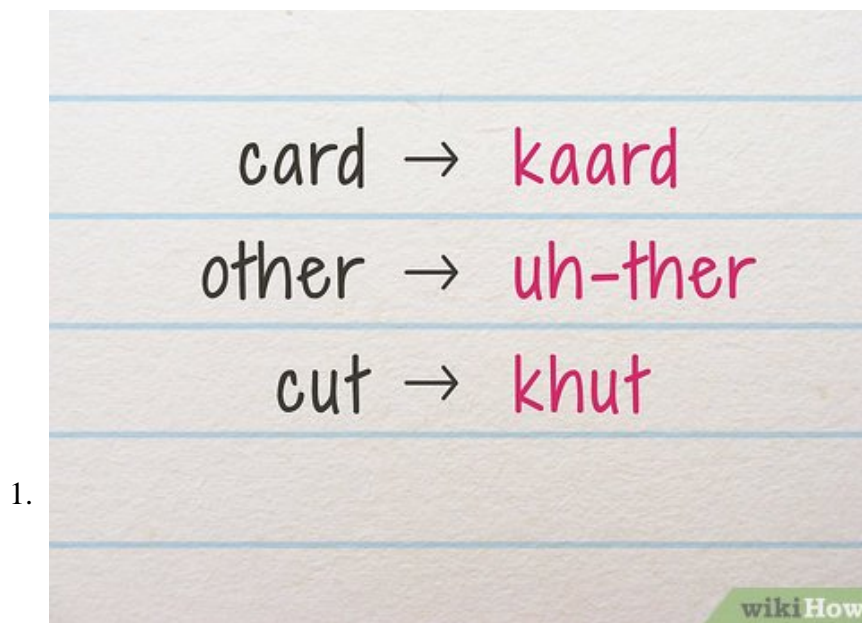 card → kaard
other → uh-ther
cut → khut
1.
wikiHow